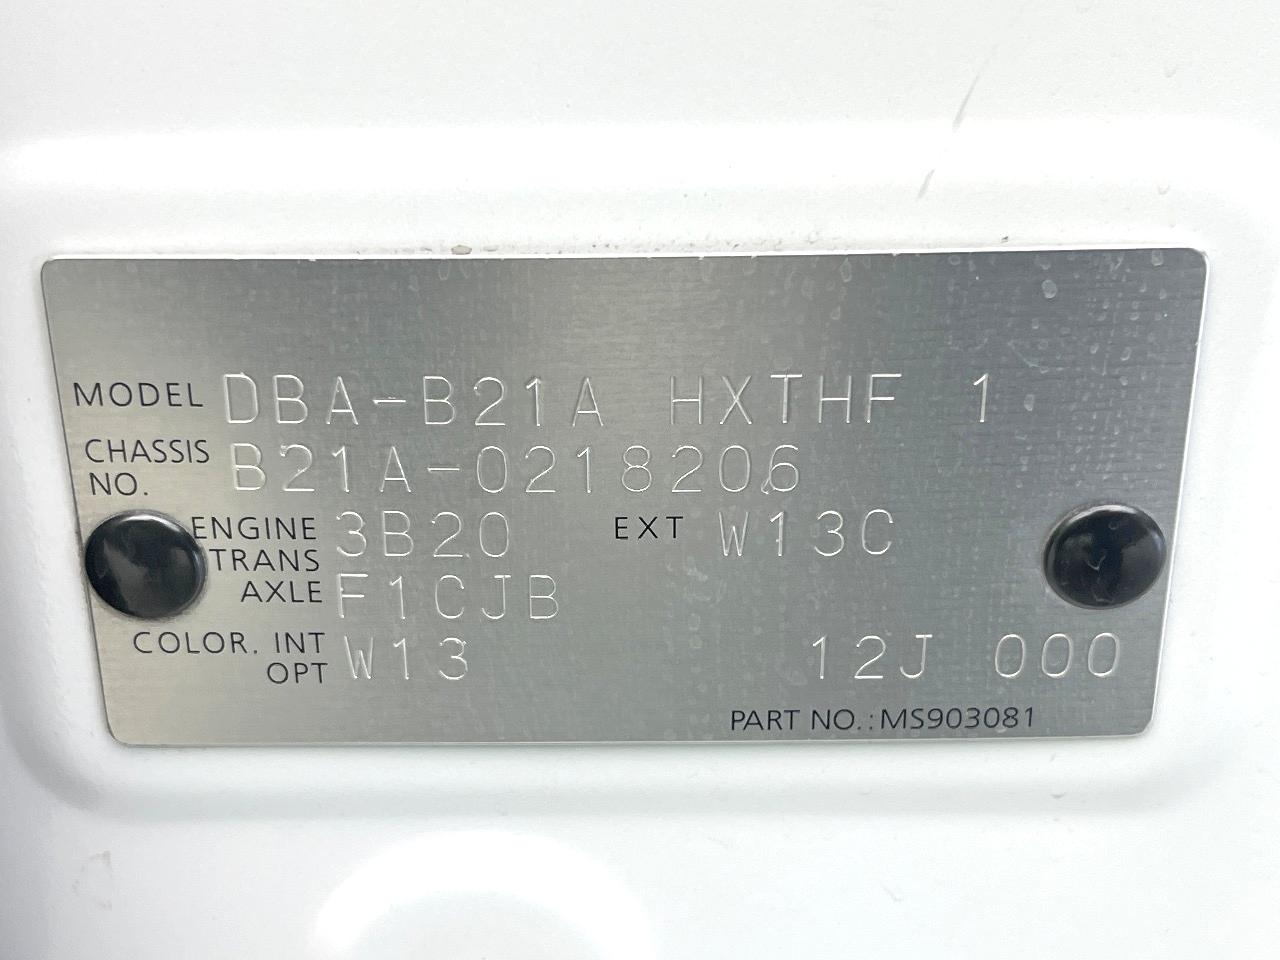 MODEL DBA-B21A HXTHF 1
CHASSIS NO. B21A-0218206
ENGINE 3B20 EXT W13C
TRANS AXLE F1CJB
COLOR. INT OPT W13 12J 000
PART NO.:MS903081